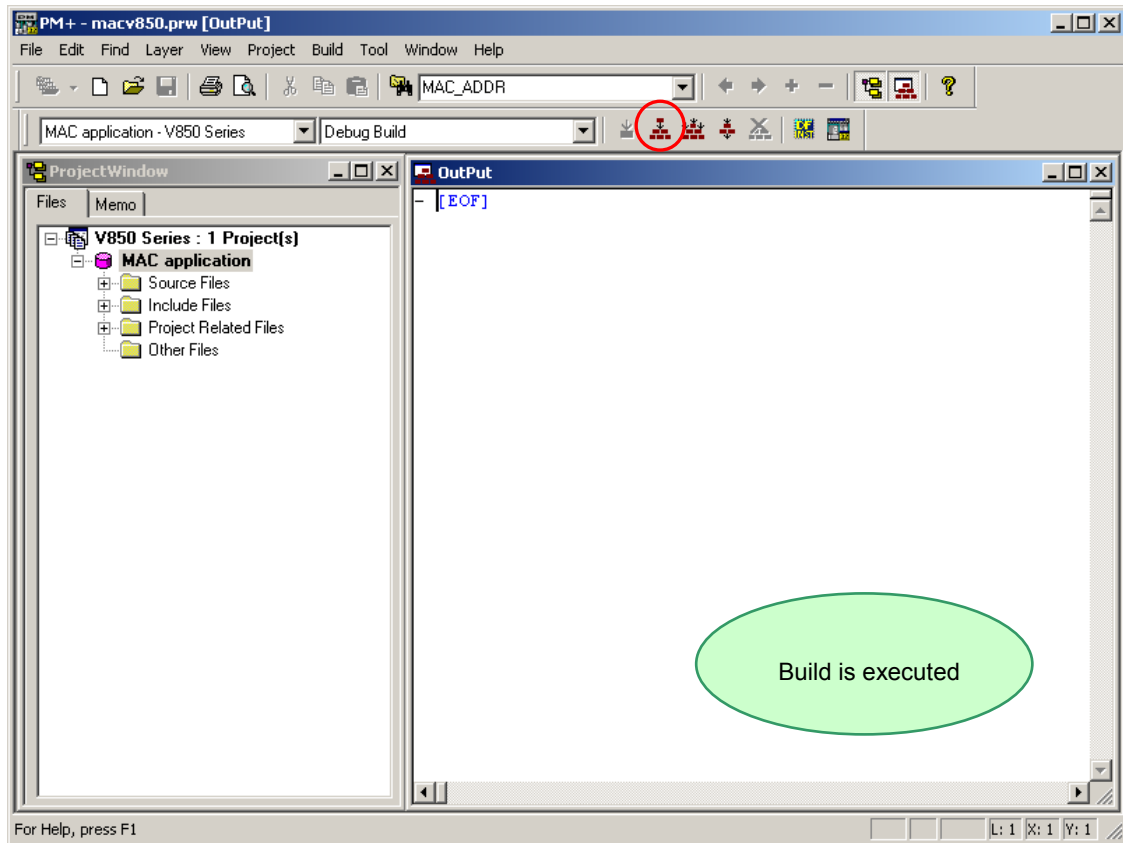 PM+ - macv850.prw [OutPut]
File Edit Find Layer View Project Build Tool Window Help
MAC_ADDR
MAC application - V850 Series
Debug Build
ProjectWindow
OutPut
Files
Memo
[EOF]
V850 Series : 1 Project(s)
MAC application
Source Files
Include Files
Project Related Files
Other Files
Build is executed
For Help, press F1
L: 1
X: 1
Y: 1